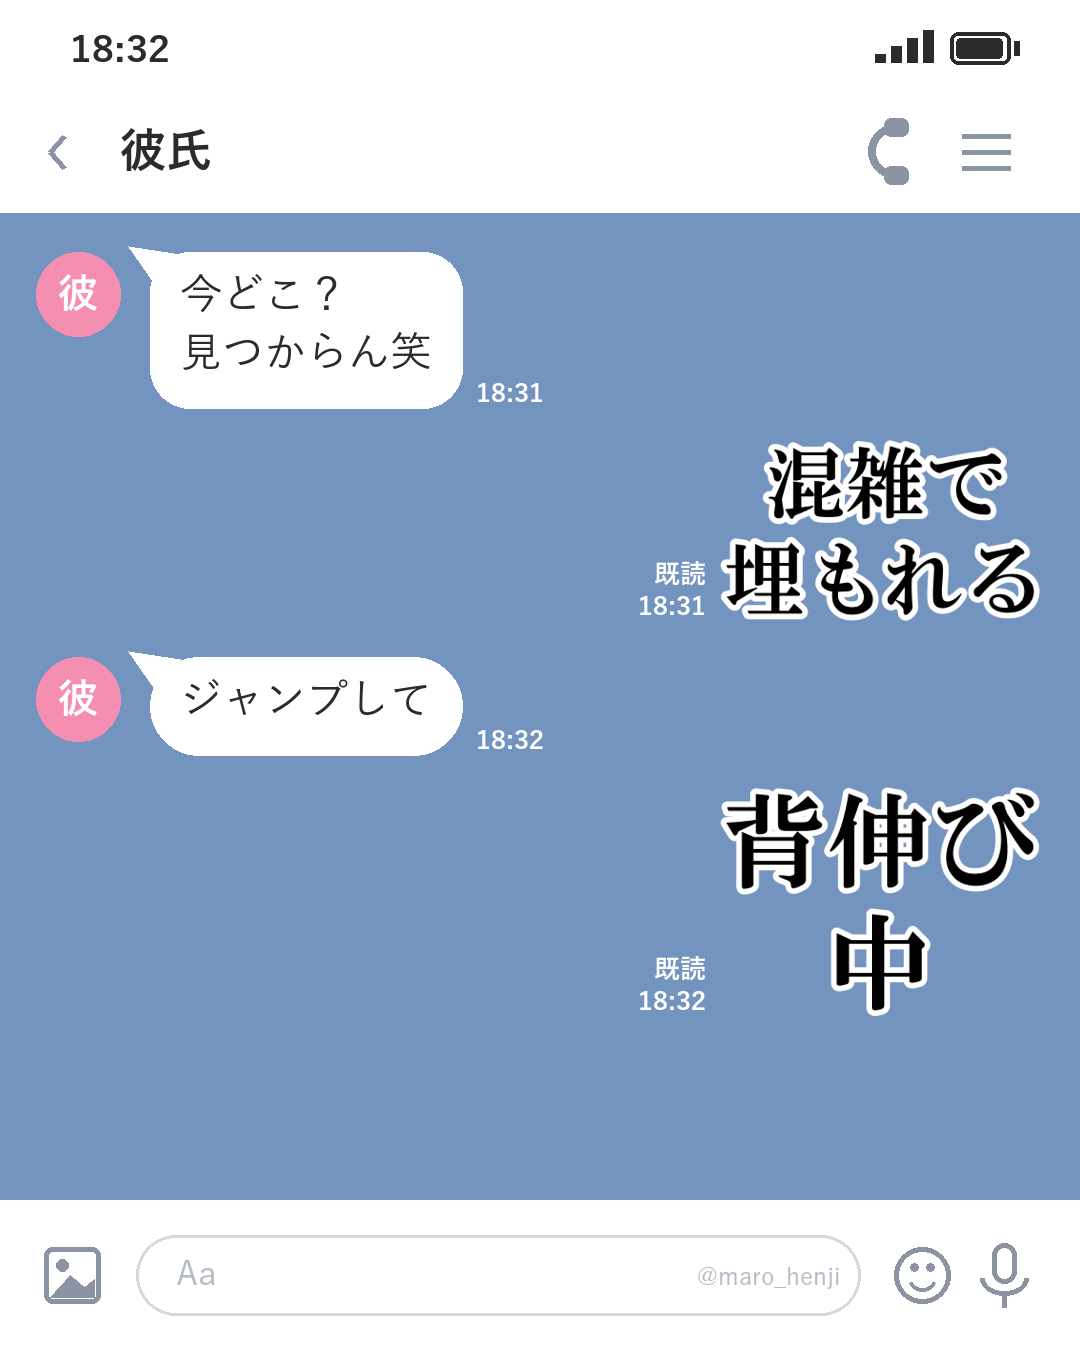 18:32
彼氏
彼
今どこ？
見つからん笑
18:31
混雑で
埋もれる
既読
18:31
彼
ジャンプして
18:32
背伸び
中
既読
18:32
Aa
@maro_henji